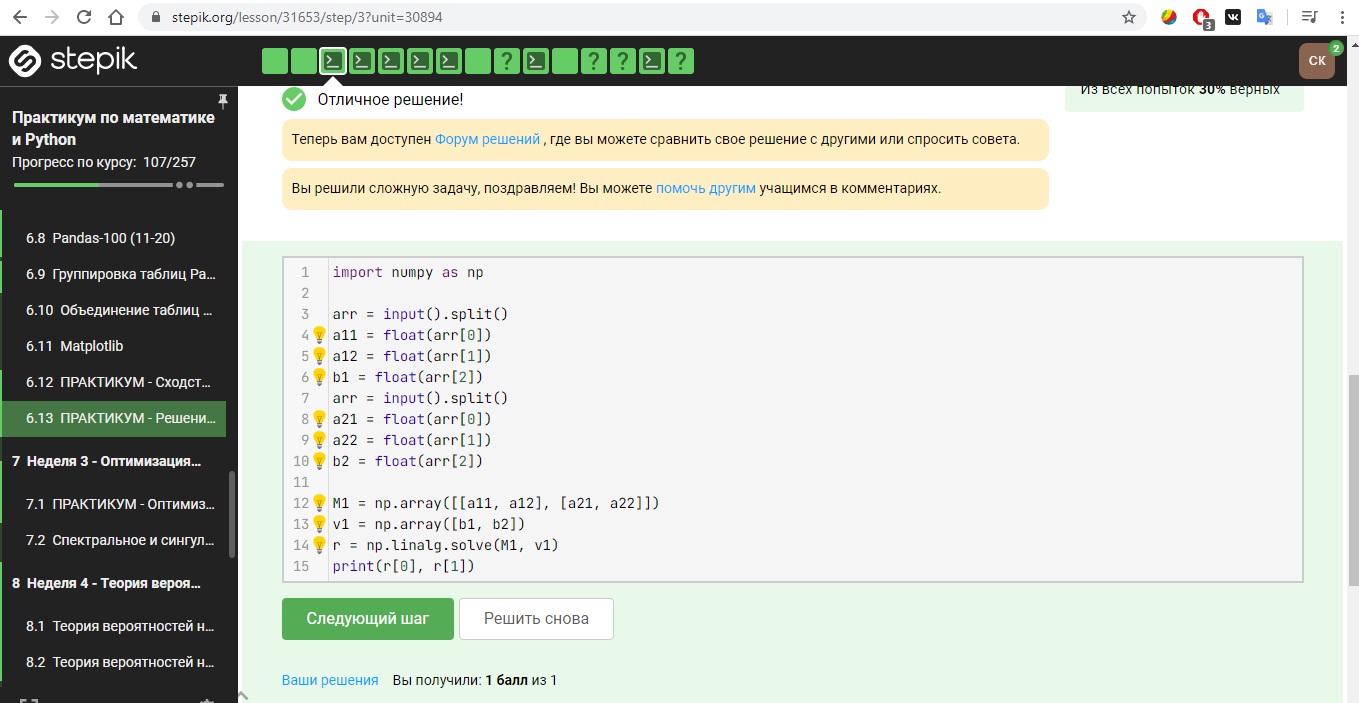 stepik.org/lesson/31653/step/3?unit=30894
3
stepik
?
?
?
?
СК
2
Практикум по математике
и Python
Прогресс по курсу: 107/257
6.8 Pandas-100 (11-20)
6.9 Группировка таблиц Pa...
6.10 Объединение таблиц ...
6.11 Matplotlib
6.12 ПРАКТИКУМ - Сходст...
6.13 ПРАКТИКУМ - Решени...
7 Неделя 3 - Оптимизация...
7.1 ПРАКТИКУМ - Оптимиз...
7.2 Спектральное и сингул...
8 Неделя 4 - Теория вероя...
8.1 Теория вероятностей н...
8.2 Теория вероятностей н...
Отличное решение!
Из всех попыток 30% верных
Теперь вам доступен Форум решений , где вы можете сравнить свое решение с другими или спросить совета.
Вы решили сложную задачу, поздравляем! Вы можете помочь другим учащимся в комментариях.
1 import numpy as np
2
3 arr = input().split()
4 a11 = float(arr[0])
5 a12 = float(arr[1])
6 b1 = float(arr[2])
7 arr = input().split()
8 a21 = float(arr[0])
9 a22 = float(arr[1])
10 b2 = float(arr[2])
11
12 M1 = np.array([[a11, a12], [a21, a22]])
13 v1 = np.array([b1, b2])
14 r = np.linalg.solve(M1, v1)
15 print(r[0], r[1])
Следующий шаг
Решить снова
Ваши решения Вы получили: 1 балл из 1